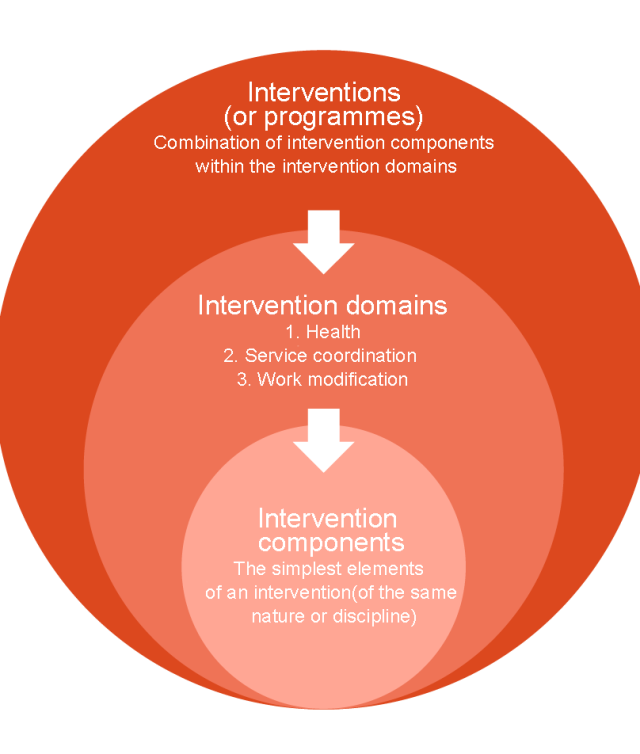 Interventions
(or programmes)
Combination of intervention components
within the intervention domains
Intervention domains
1. Health
2. Service coordination
3. Work modification
Intervention
components
The simplest elements
of an intervention(of the same
nature or discipline)